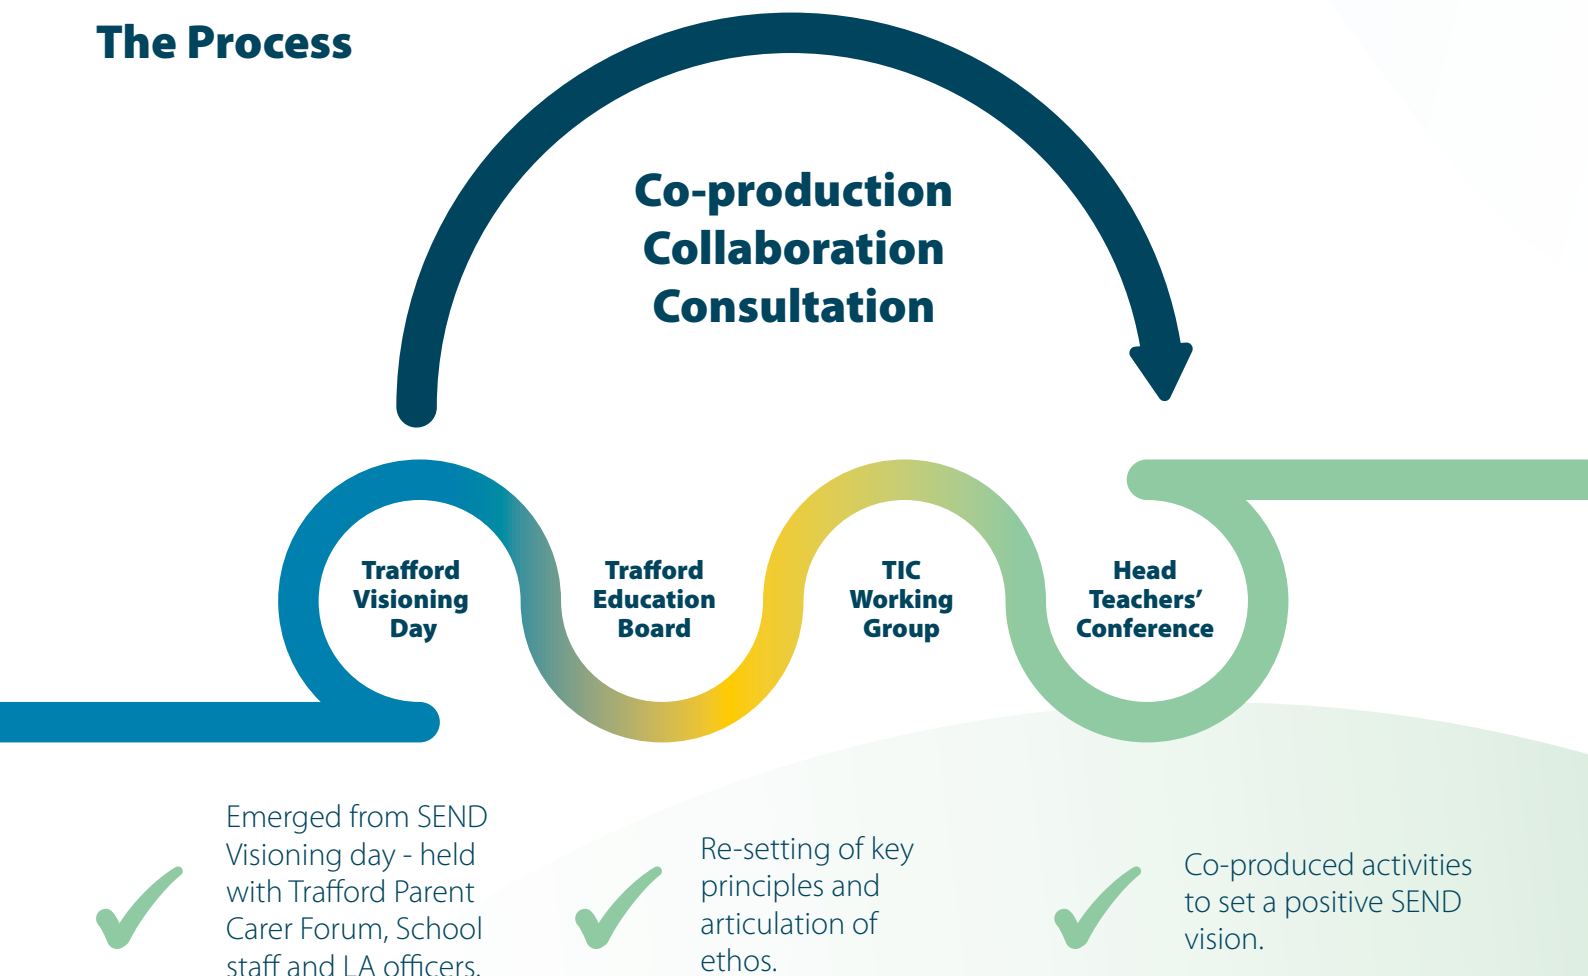 The Process
Co-production
Collaboration
Consultation
Trafford
Visioning
Day
Trafford
Education
Board
TIC
Working
Group
Head
Teachers’
Conference
Emerged from SEND
Visioning day - held
with Trafford Parent
Carer Forum, School
staff and LA officers.
Re-setting of key
principles and
articulation of
ethos.
Co-produced activities
to set a positive SEND
vision.